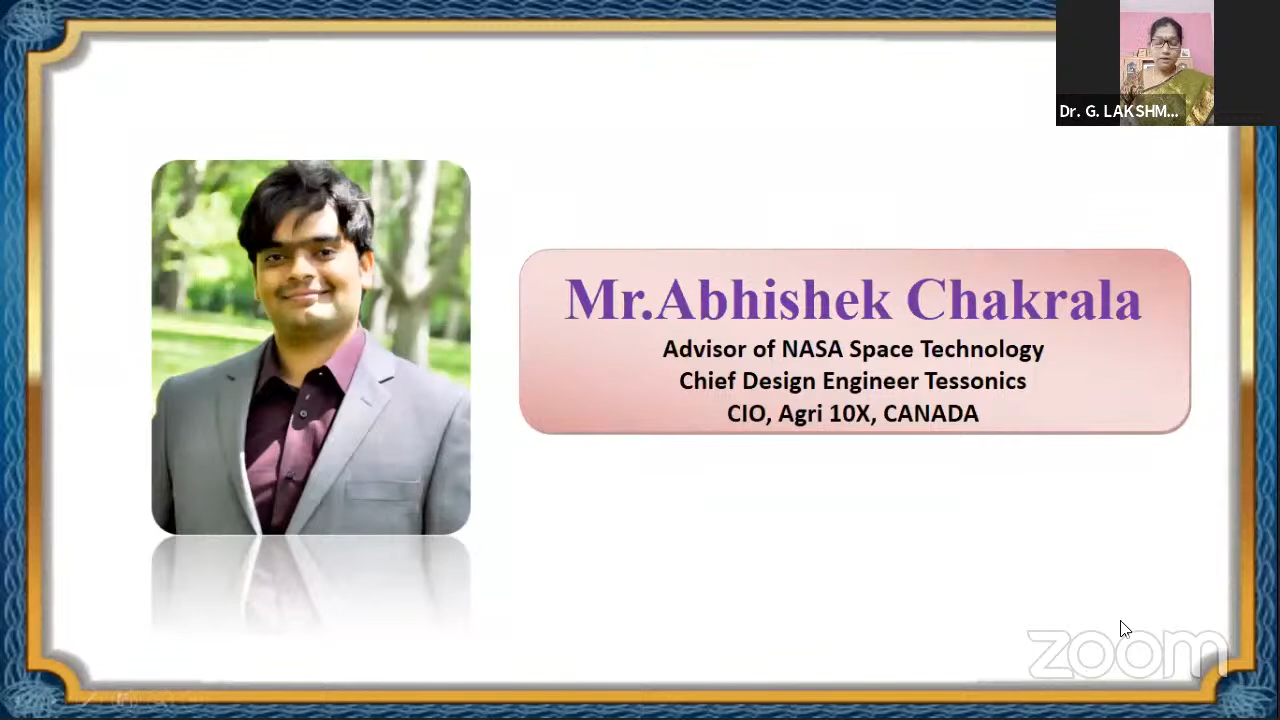 Dr. G. LAKSHM...
Mr.Abhishek Chakrala
Advisor of NASA Space Technology
Chief Design Engineer Tessonics
CIO, Agri 10X, CANADA
zoom